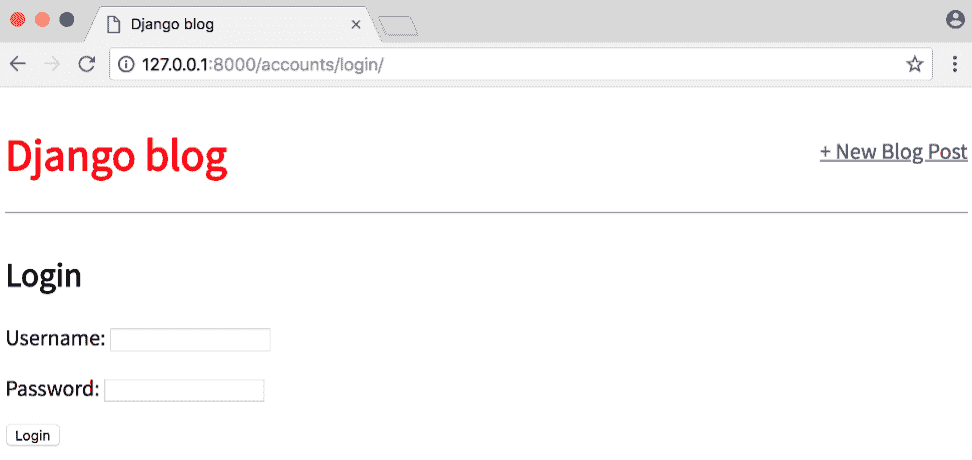 Django blog
127.0.0.1:8000/accounts/login/
Django blog
+ New Blog Post
Login
Username:
Password:
Login